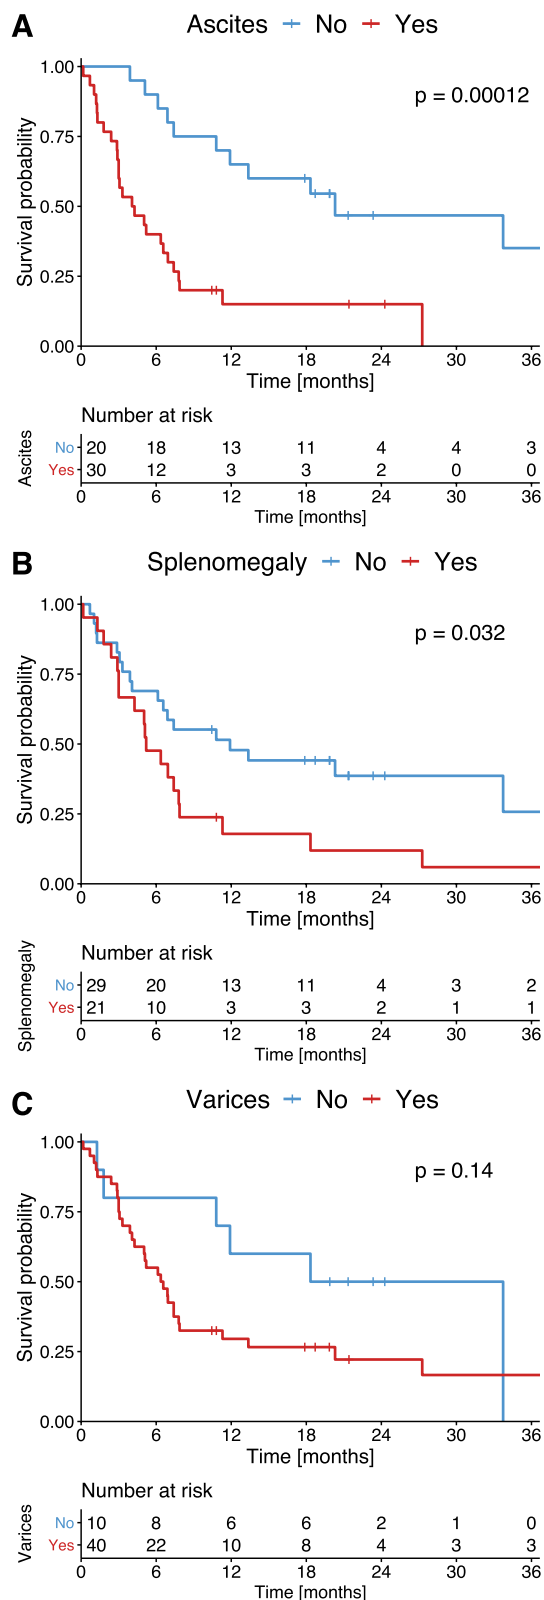 A
Ascites No Yes
1.00
p = 0.00012
0.75
0.50
0.25
0.00
Survival probability
0 6 12 18 24 30 36
Time [months]
Number at risk
Ascites
No 20 18 13 11 4 4 3
Yes 30 12 3 3 2 0 0
0 6 12 18 24 30 36
Time [months]
B
Splenomegaly No Yes
1.00
p = 0.032
0.75
0.50
0.25
0.00
Survival probability
0 6 12 18 24 30 36
Time [months]
Number at risk
Splenomegaly
No 29 20 13 11 4 3 2
Yes 21 10 3 3 2 1 1
0 6 12 18 24 30 36
Time [months]
C
Varices No Yes
1.00
p = 0.14
0.75
0.50
0.25
0.00
Survival probability
0 6 12 18 24 30 36
Time [months]
Number at risk
Varices
No 10 8 6 6 2 1 0
Yes 40 22 10 8 4 3 3
0 6 12 18 24 30 36
Time [months]